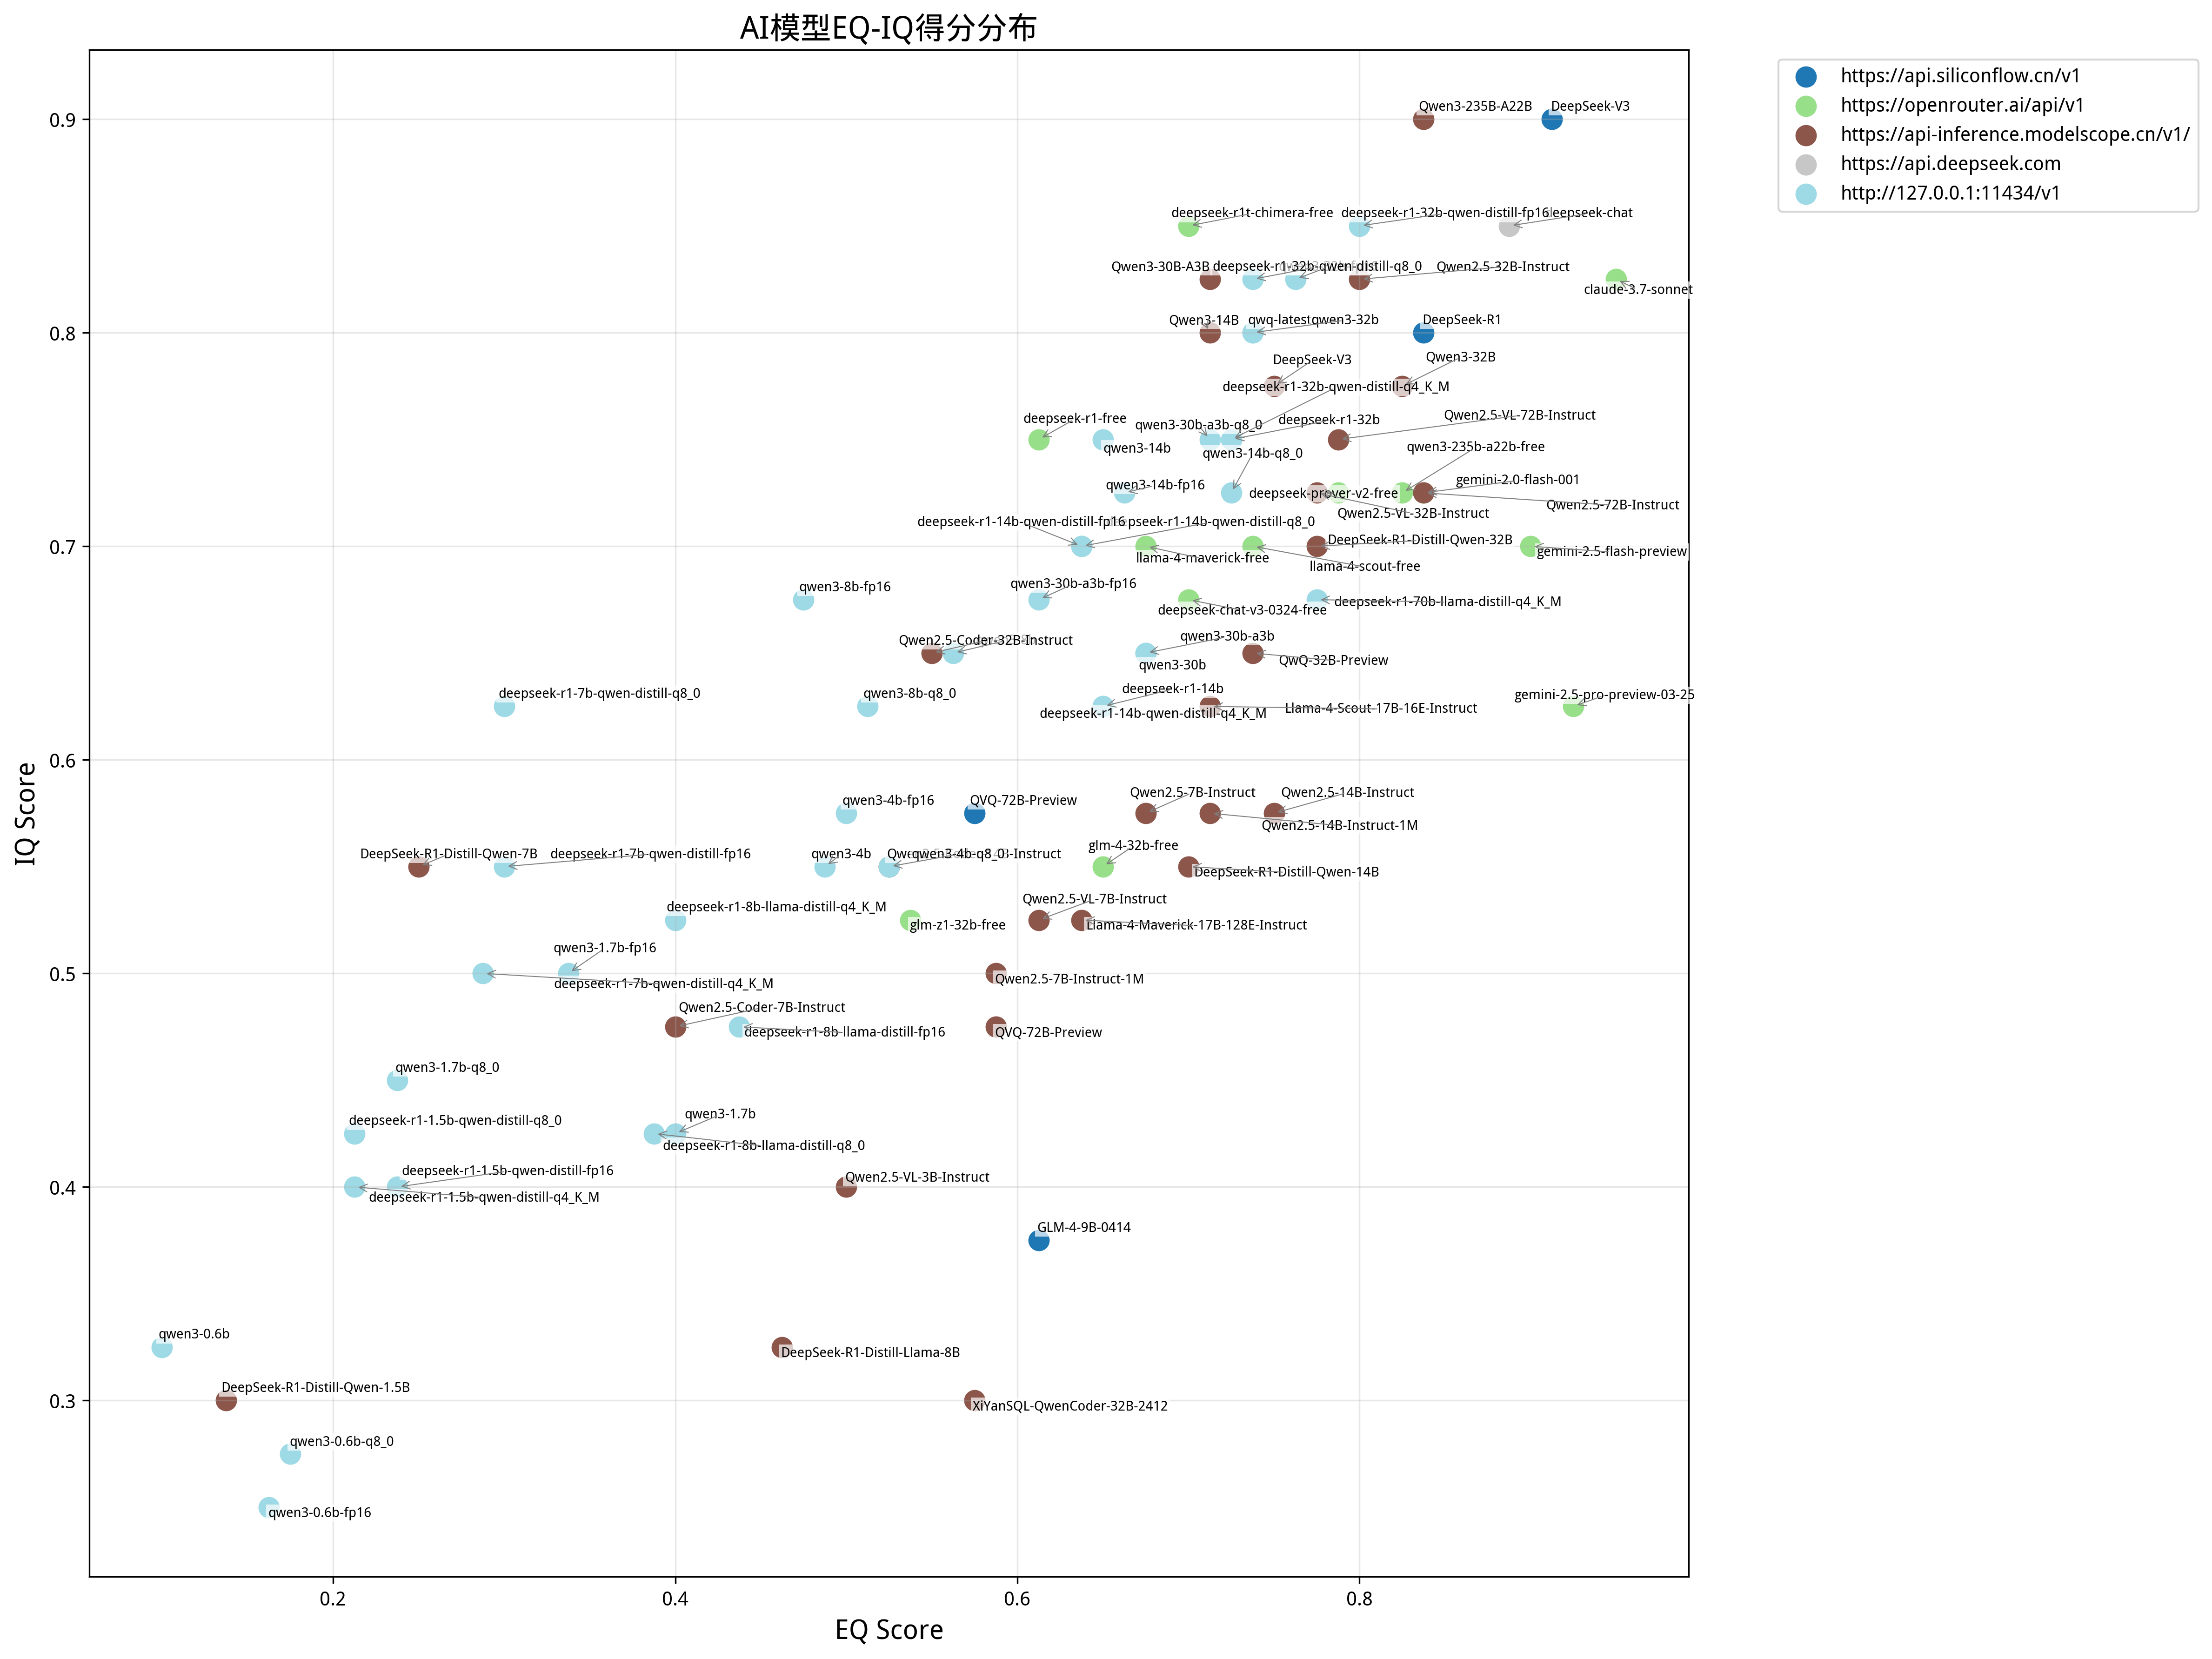 AI模型EQ-IQ得分分布
https://api.siliconflow.cn/v1
https://openrouter.ai/api/v1
https://api-inference.modelscope.cn/v1/
https://api.deepseek.com
http://127.0.0.1:11434/v1
IQ Score
0.9
0.8
0.7
0.6
0.5
0.4
0.3
Qwen3-235B-A22B
DeepSeek-V3
deepseek-r1t-chimera-free
deepseek-r1-32b-qwen-distill-fp16
deepseek-chat
Qwen3-30B-A3B
deepseek-r1-32b-qwen-distill-q8_0
Qwen2.5-32B-Instruct
claude-3.7-sonnet
Qwen3-14B
qwq-latest
qwen3-32b
DeepSeek-R1
DeepSeek-V3
Qwen3-32B
deepseek-r1-32b-qwen-distill-q4_K_M
deepseek-r1-free
qwen3-30b-a3b-q8_0
deepseek-r1-32b
Qwen2.5-VL-72B-Instruct
qwen3-14b
qwen3-14b-q8_0
qwen3-235b-a22b-free
qwen3-14b-fp16
deepseek-prover-v2-free
gemini-2.0-flash-001
Qwen2.5-72B-Instruct
Qwen2.5-VL-32B-Instruct
deepseek-r1-14b-qwen-distill-fp16
deepseek-r1-14b-qwen-distill-q8_0
llama-4-maverick-free
DeepSeek-R1-Distill-Qwen-32B
gemini-2.5-flash-preview
llama-4-scout-free
qwen3-8b-fp16
qwen3-30b-a3b-fp16
deepseek-chat-v3-0324-free
deepseek-r1-70b-llama-distill-q4_K_M
Qwen2.5-Coder-32B-Instruct
qwen3-30b-a3b
qwen3-30b
QwQ-32B-Preview
deepseek-r1-7b-qwen-distill-q8_0
qwen3-8b-q8_0
deepseek-r1-14b
deepseek-r1-14b-qwen-distill-q4_K_M
Llama-4-Scout-17B-16E-Instruct
gemini-2.5-pro-preview-03-25
qwen3-4b-fp16
QVQ-72B-Preview
Qwen2.5-7B-Instruct
Qwen2.5-14B-Instruct
Qwen2.5-14B-Instruct-1M
DeepSeek-R1-Distill-Qwen-7B
deepseek-r1-7b-qwen-distill-fp16
qwen3-4b
qwen3-4b-q8_0
glm-4-32b-free
DeepSeek-R1-Distill-Qwen-14B
deepseek-r1-8b-llama-distill-q4_K_M
glm-z1-32b-free
Qwen2.5-VL-7B-Instruct
Llama-4-Maverick-17B-128E-Instruct
qwen3-1.7b-fp16
deepseek-r1-7b-qwen-distill-q4_K_M
Qwen2.5-7B-Instruct-1M
Qwen2.5-Coder-7B-Instruct
deepseek-r1-8b-llama-distill-fp16
QVQ-72B-Preview
qwen3-1.7b-q8_0
deepseek-r1-1.5b-qwen-distill-q8_0
qwen3-1.7b
deepseek-r1-8b-llama-distill-q8_0
deepseek-r1-1.5b-qwen-distill-fp16
deepseek-r1-1.5b-qwen-distill-q4_K_M
Qwen2.5-VL-3B-Instruct
GLM-4-9B-0414
qwen3-0.6b
DeepSeek-R1-Distill-Llama-8B
DeepSeek-R1-Distill-Qwen-1.5B
XiYanSQL-QwenCoder-32B-2412
qwen3-0.6b-q8_0
qwen3-0.6b-fp16
0.2
0.4
0.6
0.8
EQ Score